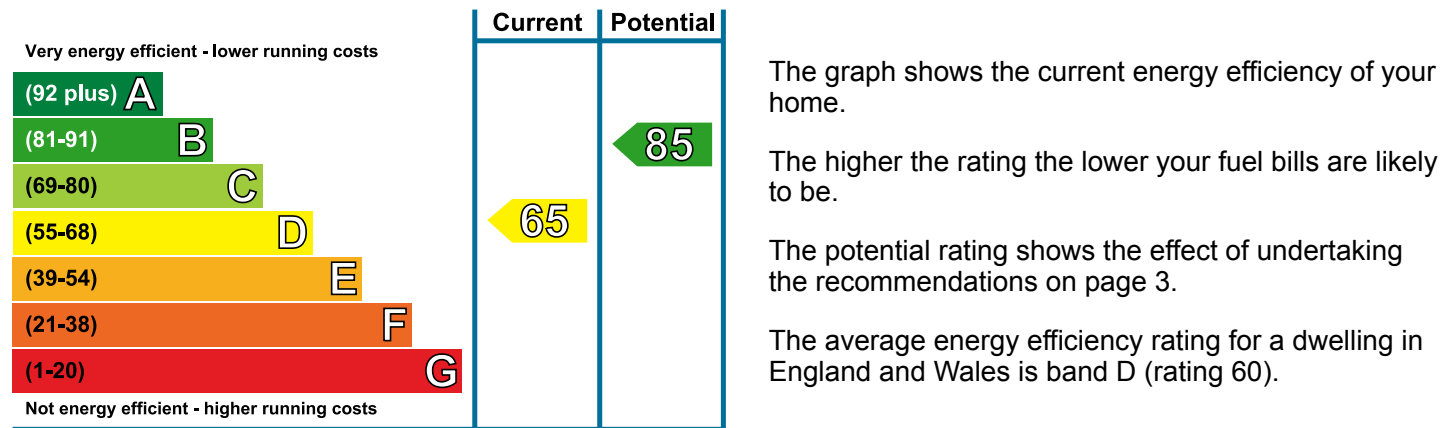 Current Potential
Very energy efficient - lower running costs
(92 plus) A
(81-91) B
(69-80) C
(55-68) D
(39-54) E
(21-38) F
(1-20) G
Not energy efficient - higher running costs
65
85
The graph shows the current energy efficiency of your
home.
The higher the rating the lower your fuel bills are likely
to be.
The potential rating shows the effect of undertaking
the recommendations on page 3.
The average energy efficiency rating for a dwelling in
England and Wales is band D (rating 60).